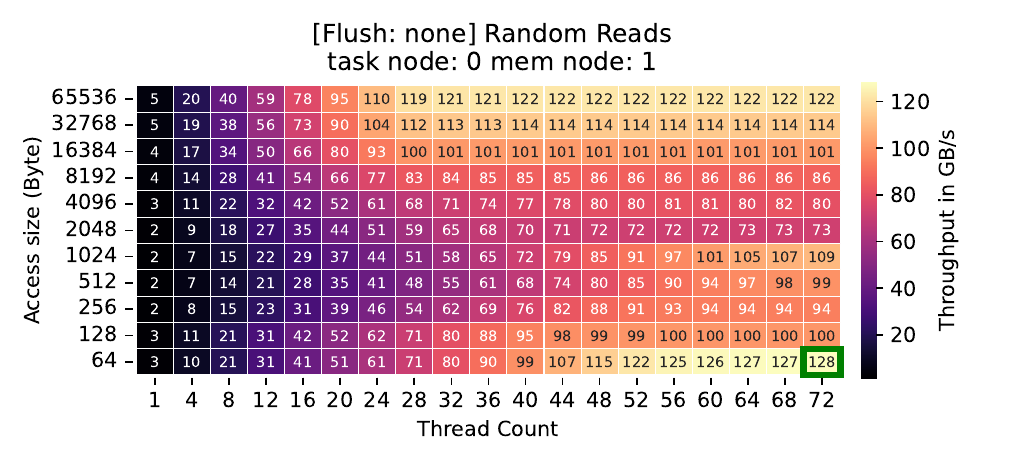 [Flush: none] Random Reads
task node: 0 mem node: 1
65536 5 20 40 59 78 95 110 119 121 121 122 122 122 122 122 122 122 122 122
32768 5 19 38 56 73 90 104 112 113 113 114 114 114 114 114 114 114 114 114
16384 4 17 34 50 66 80 93 100 101 101 101 101 101 101 101 101 101 101 101
8192 4 14 28 41 54 66 77 83 84 85 85 85 86 86 86 86 86 86 86
4096 3 11 22 32 42 52 61 68 71 74 77 78 80 80 81 81 80 82 80
2048 2 9 18 27 35 44 51 59 65 68 70 71 72 72 72 72 73 73 73
1024 2 7 15 22 29 37 44 51 58 65 72 79 85 91 97 101 105 107 109
512 2 7 14 21 28 35 41 48 55 61 68 74 80 85 90 94 97 98 99
256 2 8 15 23 31 39 46 54 62 69 76 82 88 91 93 94 94 94 94
128 3 11 21 31 42 52 62 71 80 88 95 98 99 99 100 100 100 100 100
64 3 10 21 31 41 51 61 71 80 90 99 107 115 122 125 126 127 127 128
1 4 8 12 16 20 24 28 32 36 40 44 48 52 56 60 64 68 72
Thread Count
Access size (Byte)
120
100
80
60
40
20
Throughput in GB/s